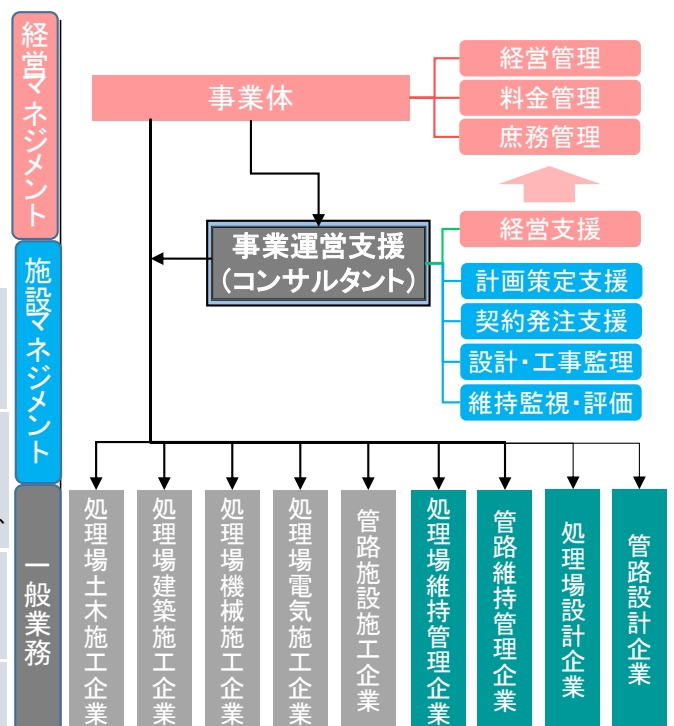 経営マネジメント
施設マネジメント
一般業務
事業体
経営管理
料金管理
庶務管理
事業運営支援
(コンサルタント)
経営支援
計画策定支援
契約発注支援
設計・工事監理
維持監視・評価
処理場土木施工企業
処理場建築施工企業
処理場機械施工企業
処理場電気施工企業
管路施設施工企業
処理場維持管理企業
管路維持管理企業
処理場設計企業
管路設計企業
、